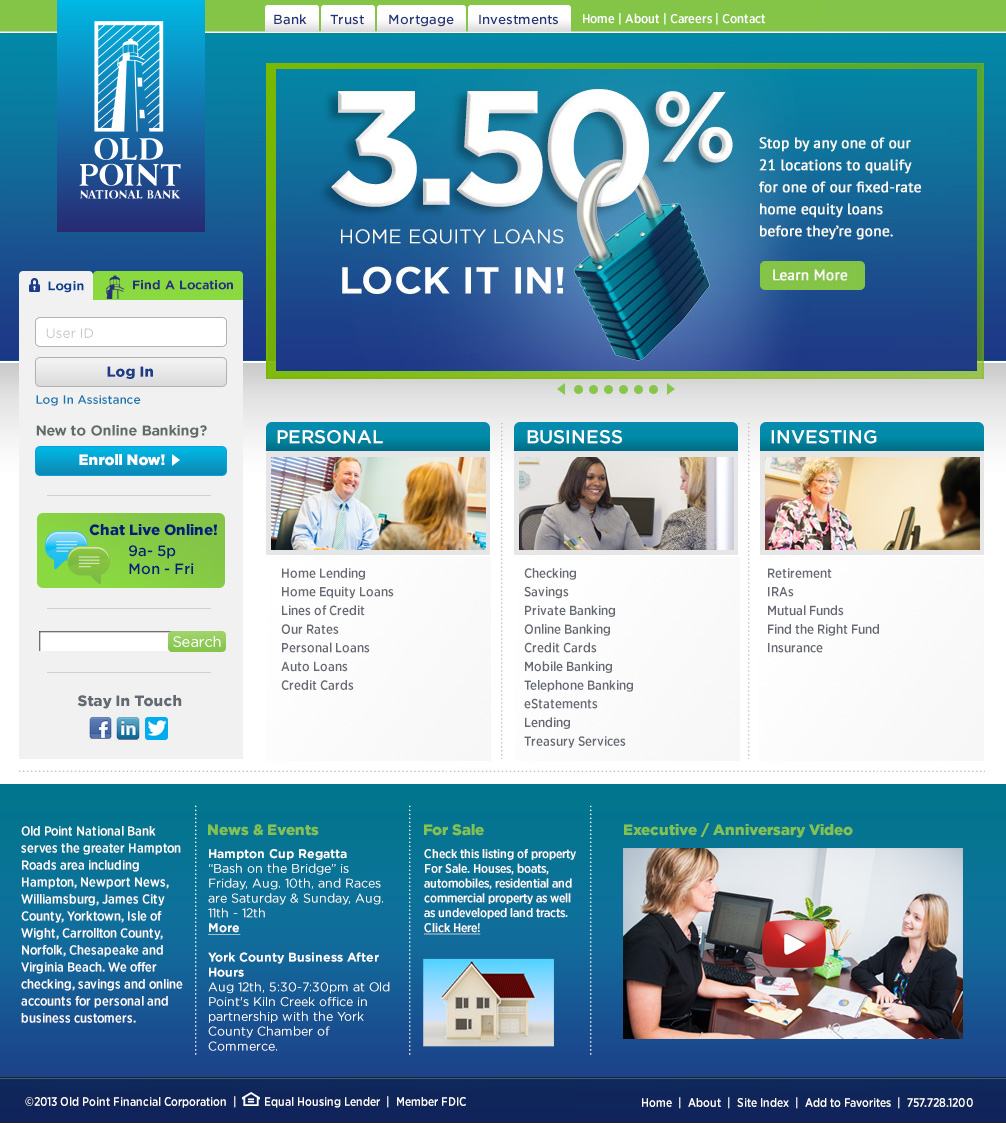 Bank
Trust
Mortgage
Investments
Home | About | Careers | Contact
OLD
POINT
NATIONAL BANK
3.50%
HOME EQUITY LOANS
LOCK IT IN!
Stop by any one of our
21 locations to qualify
for one of our fixed-rate
home equity loans
before they're gone.
Learn More
Login
Find A Location
User ID
Log In
Log In Assistance
New to Online Banking?
Enroll Now!
Chat Live Online!
9a- 5p
Mon - Fri
Search
Stay In Touch
f
in
PERSONAL
Home Lending
Home Equity Loans
Lines of Credit
Our Rates
Personal Loans
Auto Loans
Credit Cards
BUSINESS
Checking
Savings
Private Banking
Online Banking
Credit Cards
Mobile Banking
Telephone Banking
eStatements
Lending
Treasury Services
INVESTING
Retirement
IRAs
Mutual Funds
Find the Right Fund
Insurance
Old Point National Bank
serves the greater Hampton
Roads area including
Hampton, Newport News,
Williamsburg, James City
County, Yorktown, Isle of
Wight, Carrollton County,
Norfolk, Chesapeake and
Virginia Beach. We offer
checking, savings and online
accounts for personal and
business customers.
News & Events
Hampton Cup Regatta
"Bash on the Bridge" is
Friday, Aug. 10th, and Races
are Saturday & Sunday, Aug.
11th - 12th
More
York County Business After
Hours
Aug 12th, 5:30-7:30pm at Old
Point's Kiln Creek office in
partnership with the York
County Chamber of
Commerce.
For Sale
Check this listing of property
For Sale. Houses, boats,
automobiles, residential and
commercial property as well
as undeveloped land tracts.
Click Here!
Executive / Anniversary Video
©2013 Old Point Financial Corporation | Equal Housing Lender | Member FDIC
Home | About | Site Index | Add to Favorites | 757.728.1200